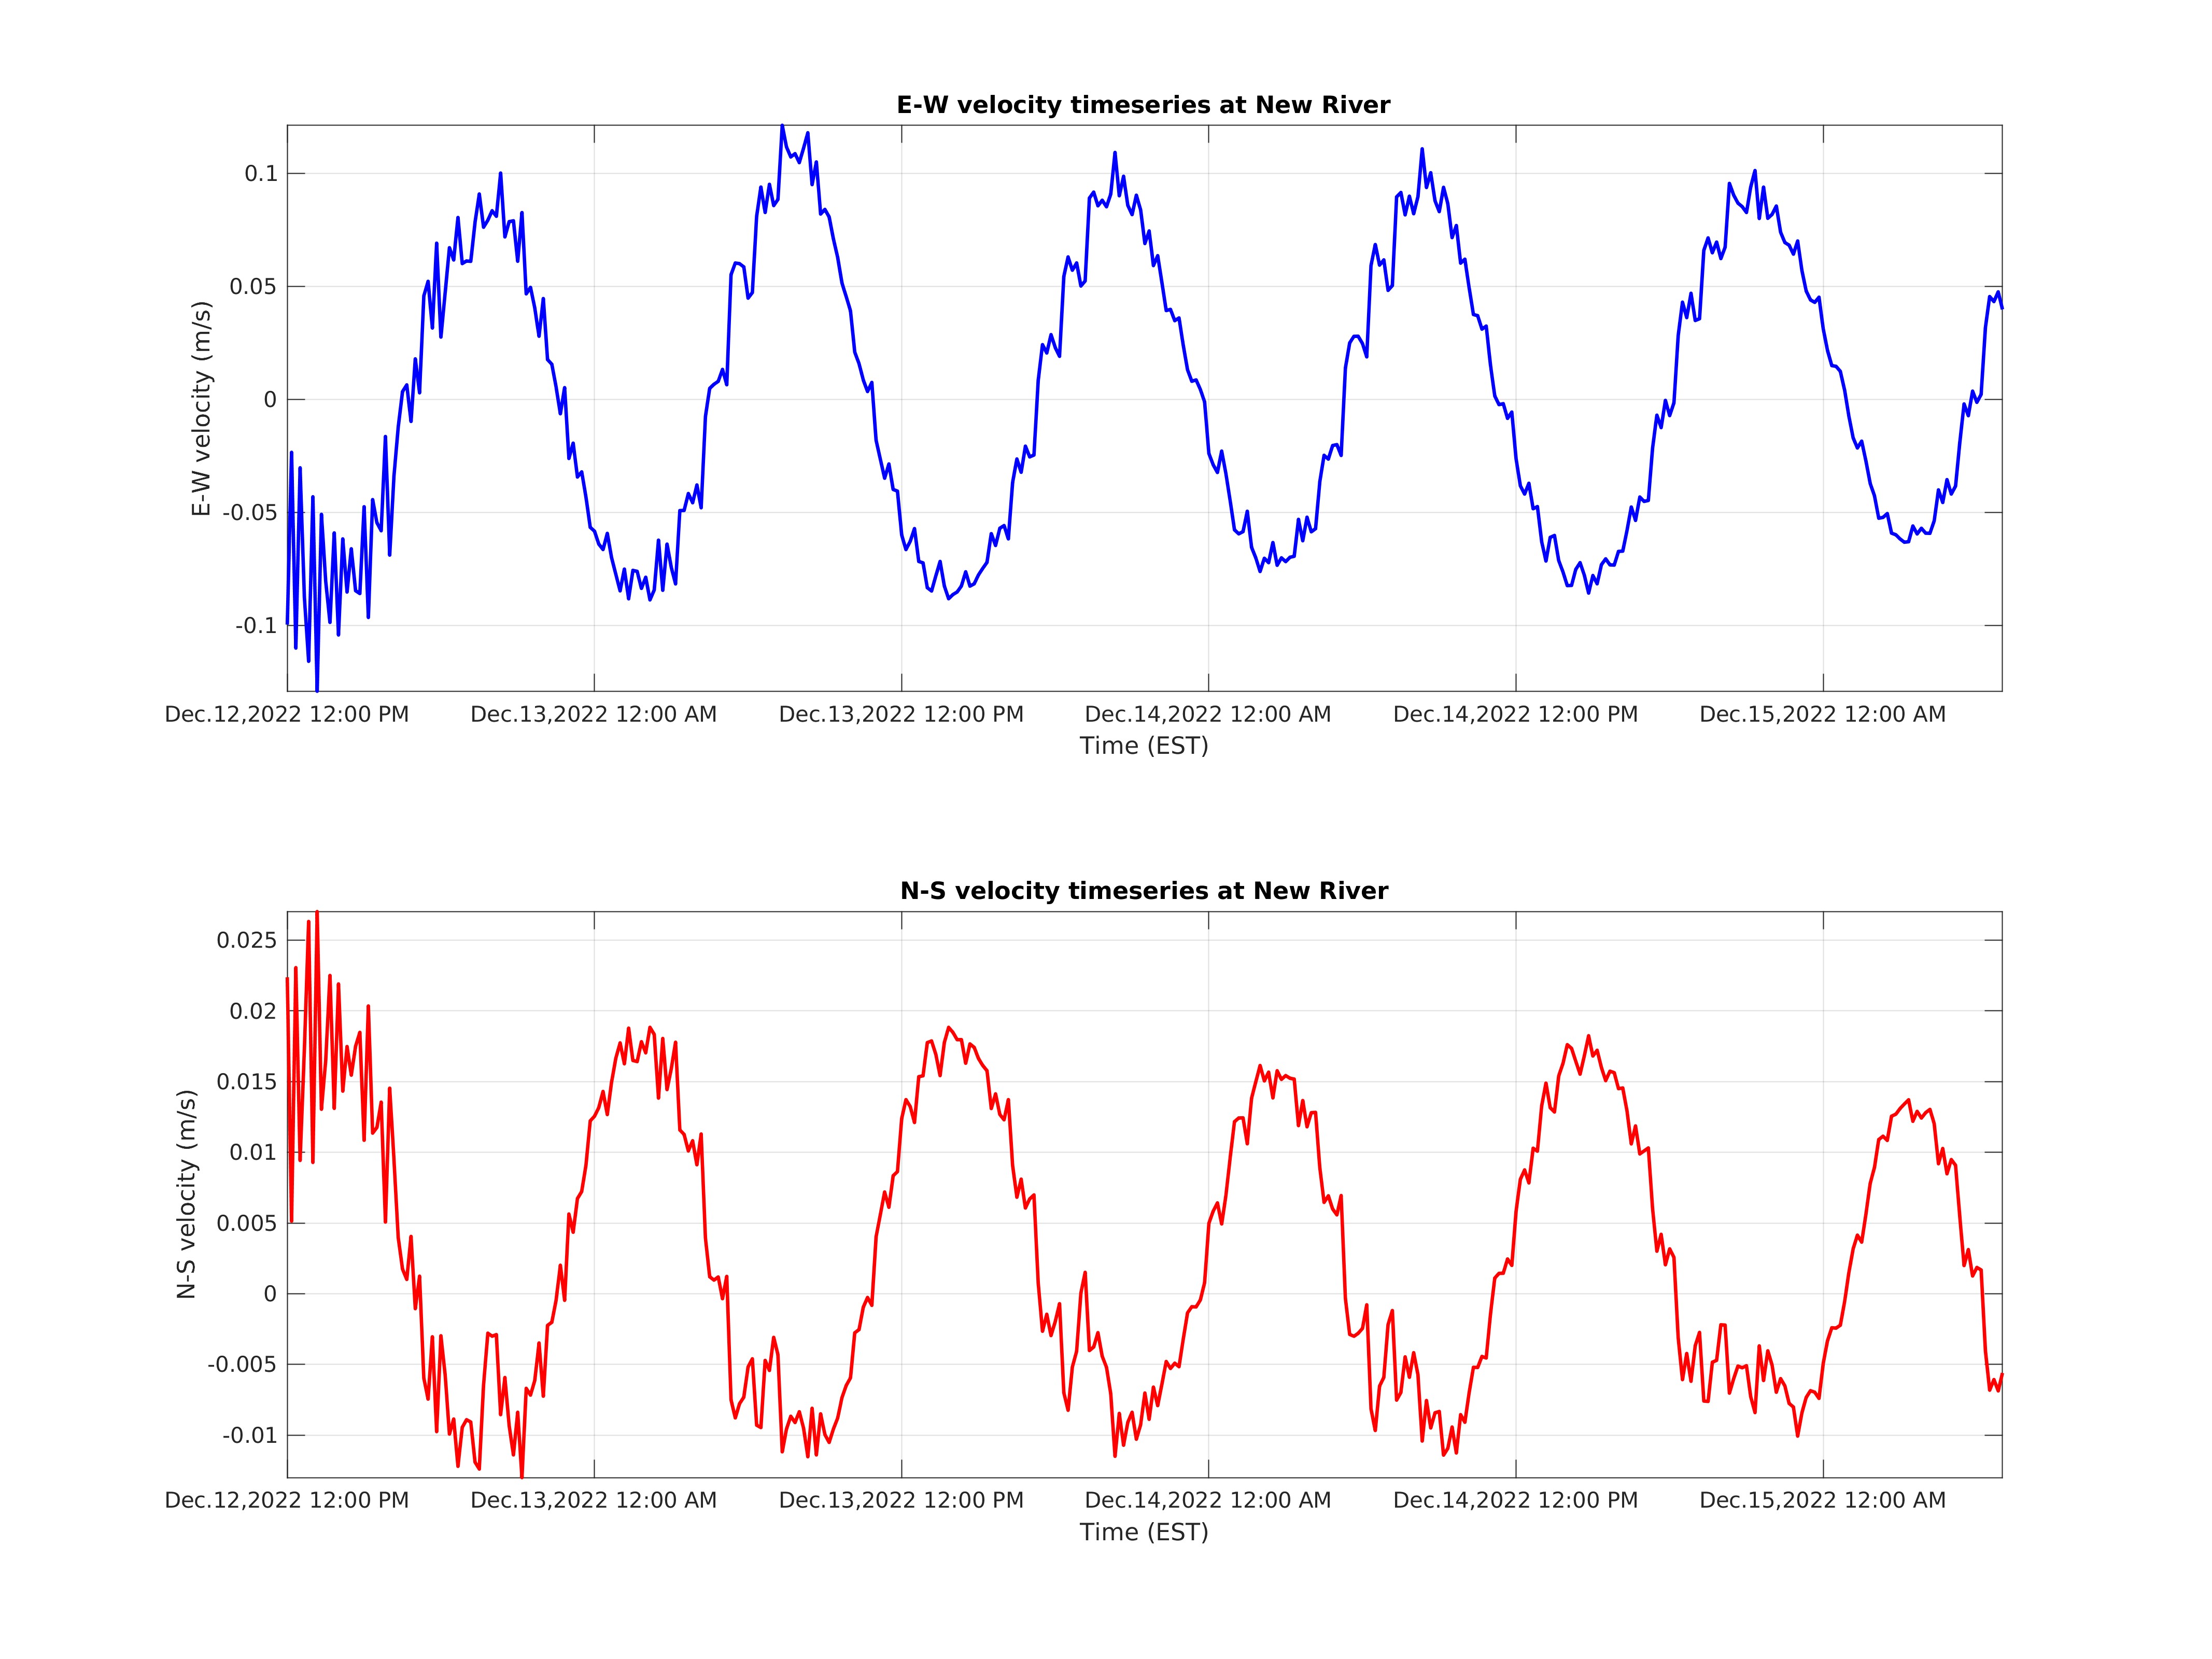 E-W velocity timeseries at New River
E-W velocity (m/s)
0.1
0.05
0
-0.05
-0.1
Dec.12,2022 12:00 PM Dec.13,2022 12:00 AM Dec.13,2022 12:00 PM Dec.14,2022 12:00 AM Dec.14,2022 12:00 PM Dec.15,2022 12:00 AM
Time (EST)
N-S velocity timeseries at New River
N-S velocity (m/s)
0.025
0.02
0.015
0.01
0.005
0
-0.005
-0.01
Dec.12,2022 12:00 PM Dec.13,2022 12:00 AM Dec.13,2022 12:00 PM Dec.14,2022 12:00 AM Dec.14,2022 12:00 PM Dec.15,2022 12:00 AM
Time (EST)